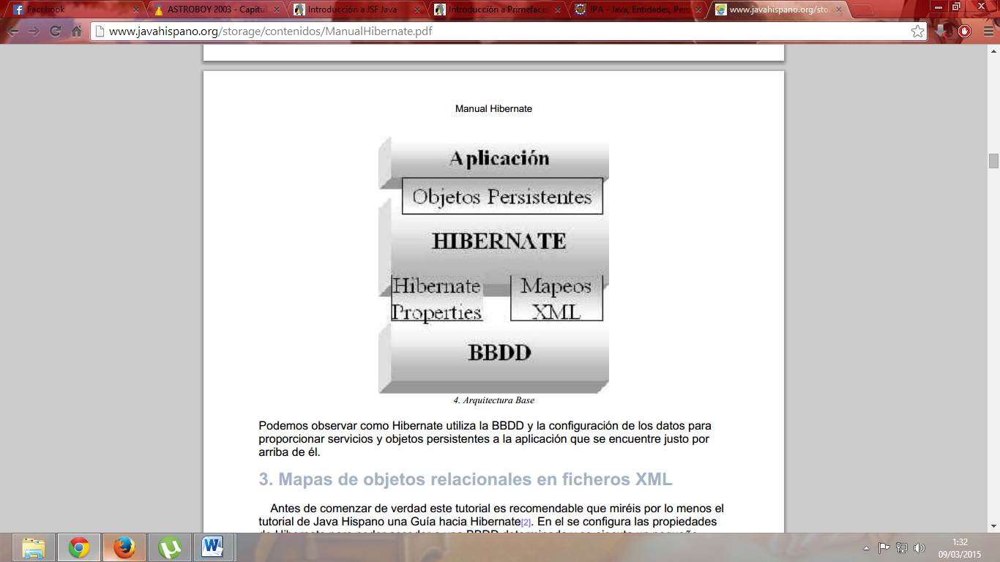 Facebook
ASTROBOY 2003 - Capitul
Introducción a JSF Java
Introducción a Primeface
JPA - Java, Entidades, Per
www.javahispano.org/sto
www.javahispano.org/storage/contenidos/ManualHibernate.pdf
Manual Hibernate
Aplicación
Objetos Persistentes
HIBERNATE
Hibernate Mapeos
Properties XML
BBDD
4. Arquitectura Base
Podemos observar como Hibernate utiliza la BBDD y la configuración de los datos para
proporcionar servicios y objetos persistentes a la aplicación que se encuentre justo por
arriba de él.
3. Mapas de objetos relacionales en ficheros XML
Antes de comenzar de verdad este tutorial es recomendable que miréis por lo menos el
tutorial de Java Hispano una Guía hacia Hibernate[2]. En el se configura las propiedades
1:32
09/03/2015